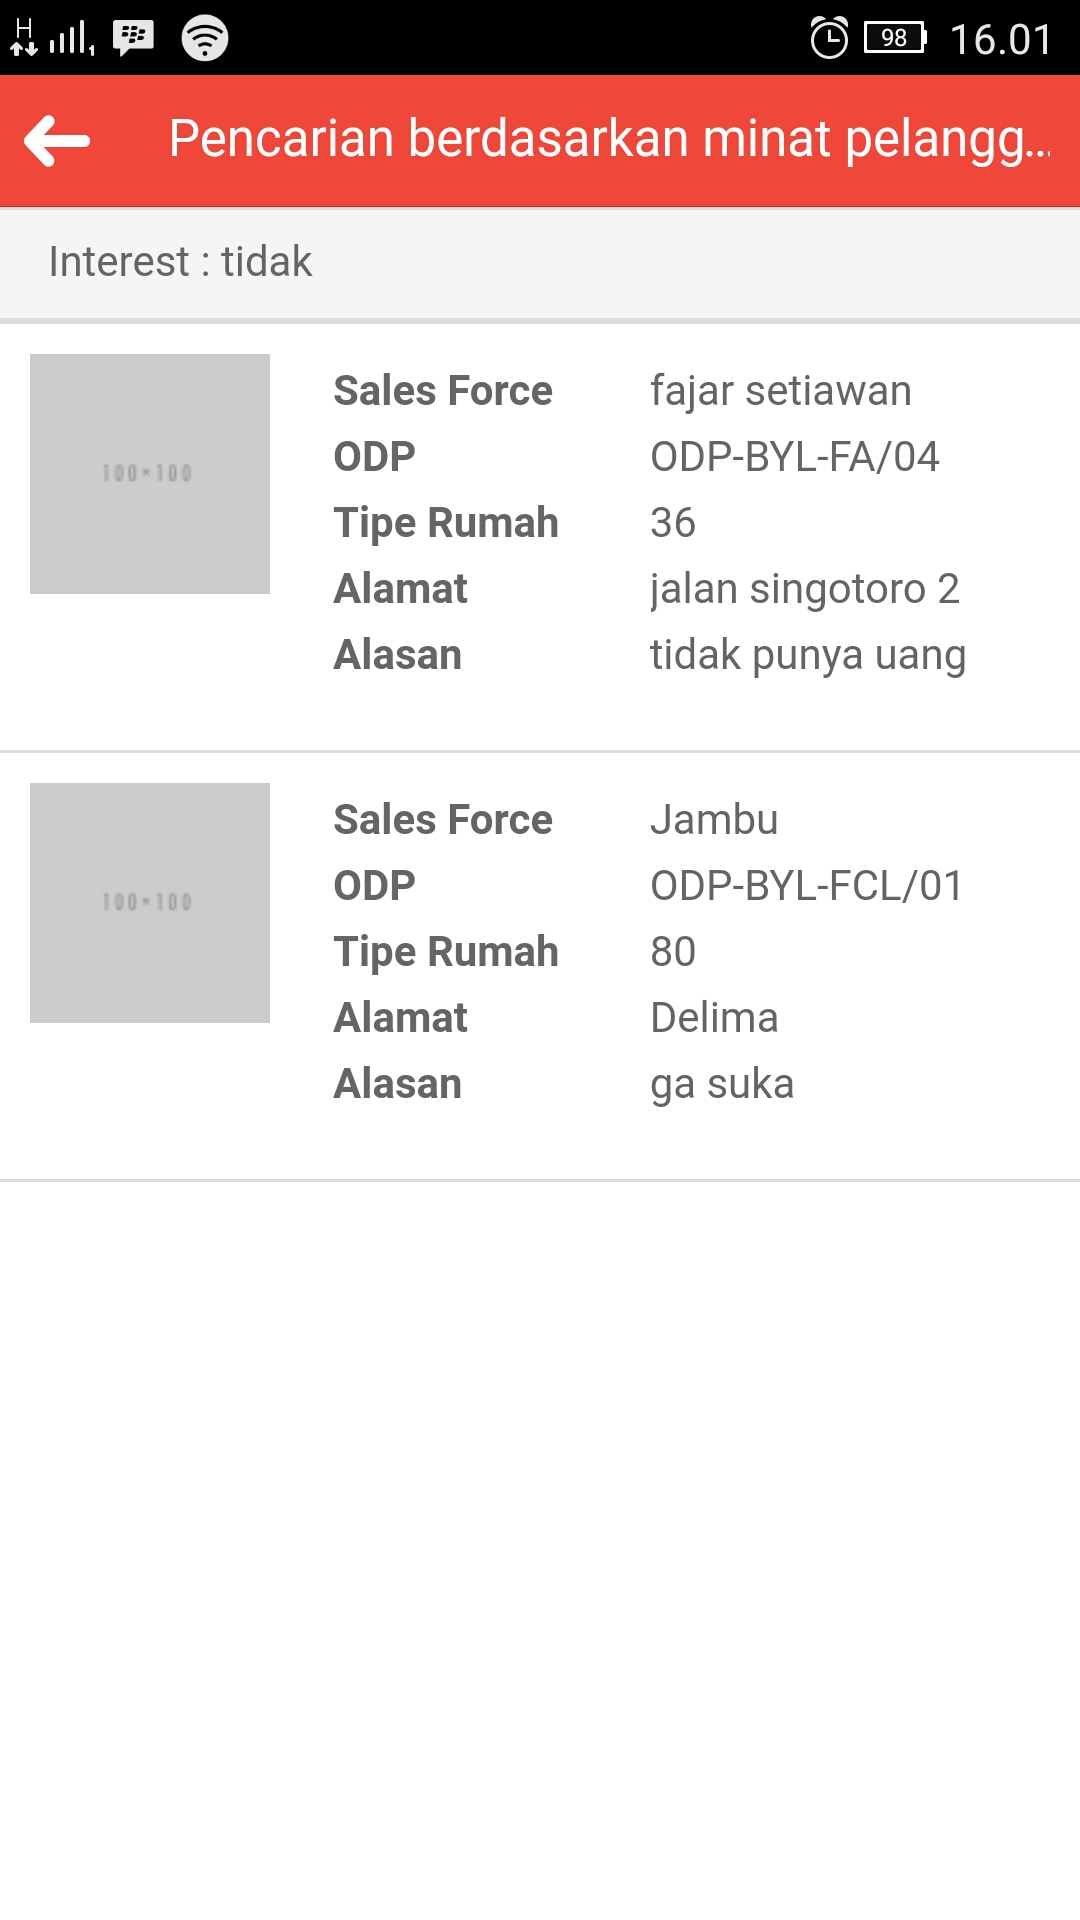 H
98
16.01
Pencarian berdasarkan minat pelangg...
Interest : tidak
100×100
Sales Force fajar setiawan
ODP ODP-BYL-FA/04
Tipe Rumah 36
Alamat jalan singotoro 2
Alasan tidak punya uang
100×100
Sales Force Jambu
ODP ODP-BYL-FCL/01
Tipe Rumah 80
Alamat Delima
Alasan ga suka